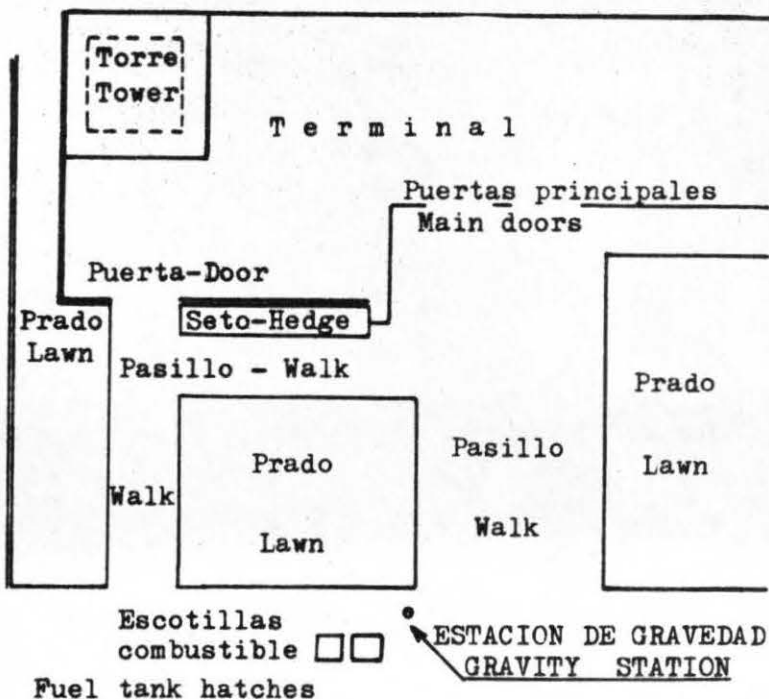 Torre
Tower
T e r m i n a l
Puertas principales
Main doors
Puerta-Door
Prado
Lawn
Seto-Hedge
Pasillo - Walk
Prado
Lawn
Pasillo
Walk
Walk
Prado
Lawn
Escotillas
combustible
Fuel tank hatches
ESTACION DE GRAVEDAD
GRAVITY STATION